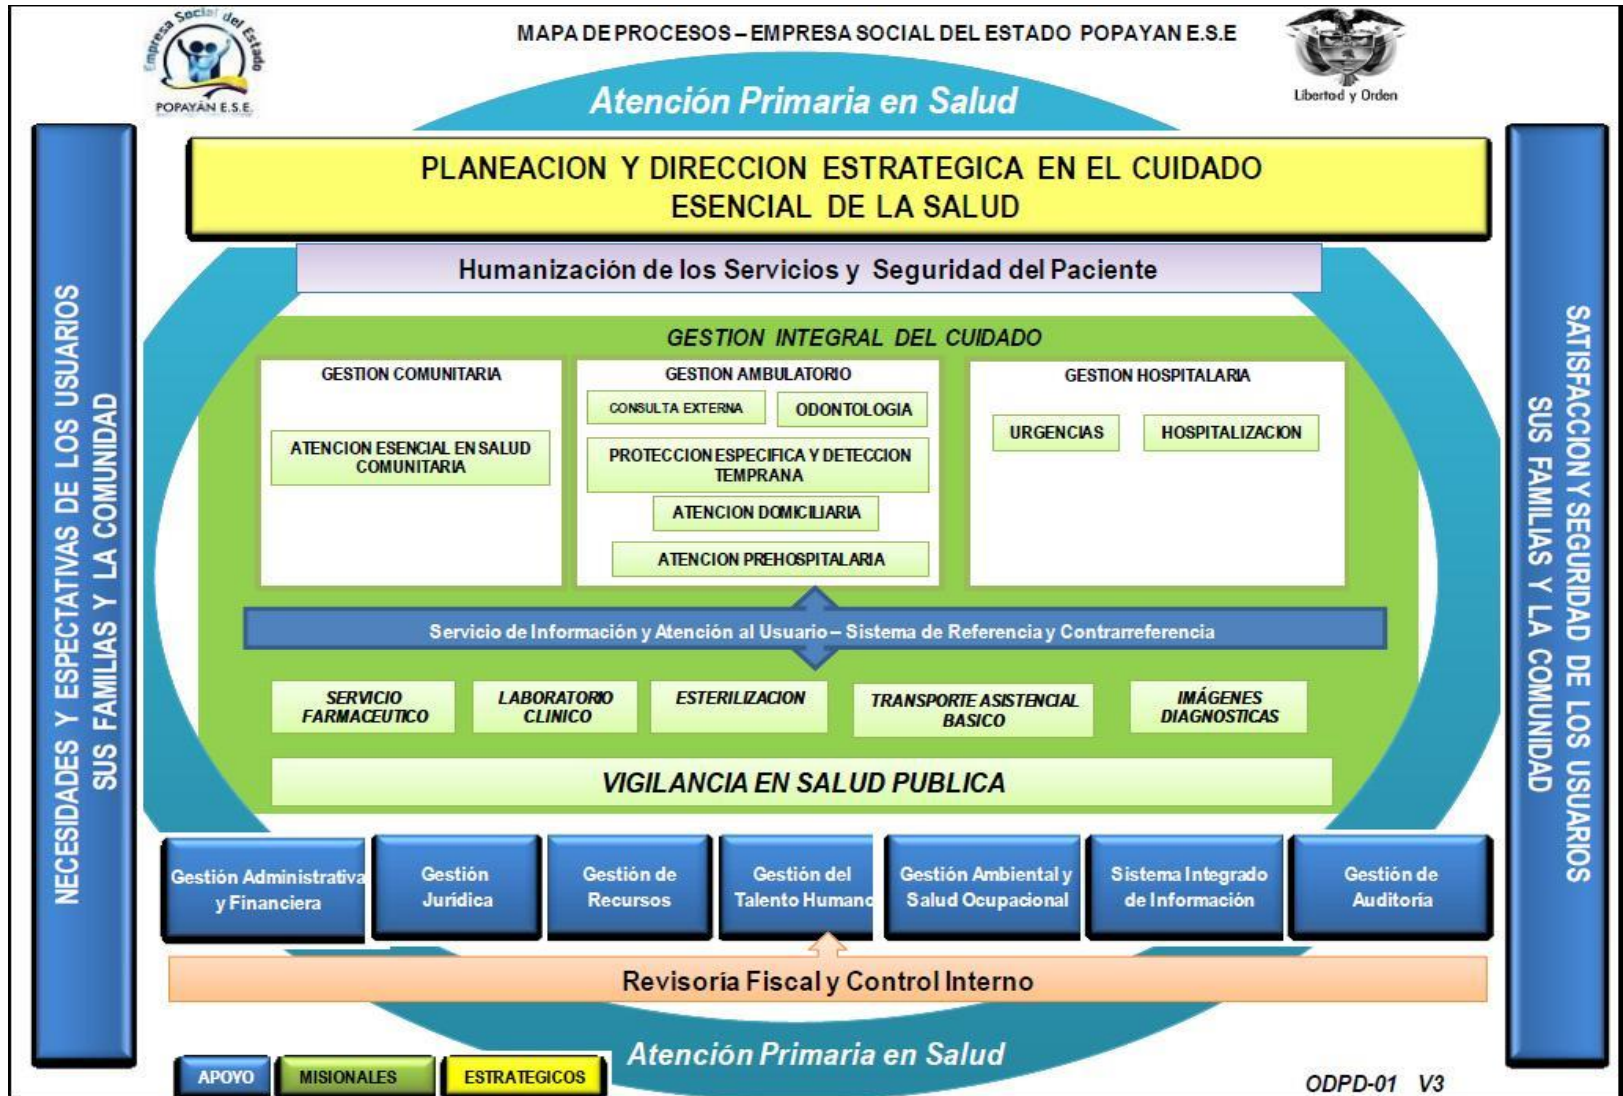 Empresa Social del Estado
POPAYÁN E.S.E.
MAPA DE PROCESOS – EMPRESA SOCIAL DEL ESTADO POPAYAN E.S.E
Libertad y Orden
Atención Primaria en Salud
PLANEACION Y DIRECCION ESTRATEGICA EN EL CUIDADO
ESENCIAL DE LA SALUD
Humanización de los Servicios y Seguridad del Paciente
NECESIDADES Y ESPECTATIVAS DE LOS USUARIOS
SUS FAMILIAS Y LA COMUNIDAD
GESTION INTEGRAL DEL CUIDADO
GESTION COMUNITARIA
ATENCION ESENCIAL EN SALUD
COMUNITARIA
GESTION AMBULATORIO
CONSULTA EXTERNA
ODONTOLOGIA
PROTECCION ESPECIFICA Y DETECCION
TEMPRANA
ATENCION DOMICILIARIA
ATENCION PREHOSPITALARIA
GESTION HOSPITALARIA
URGENCIAS
HOSPITALIZACION
Servicio de Información y Atención al Usuario – Sistema de Referencia y Contrarreferencia
SERVICIO
FARMACEUTICO
LABORATORIO
CLINICO
ESTERILIZACION
TRANSPORTE ASISTENCIAL
BASICO
IMÁGENES
DIAGNOSTICAS
VIGILANCIA EN SALUD PUBLICA
SATISFACCION Y SEGURIDAD DE LOS USUARIOS
SUS FAMILIAS Y LA COMUNIDAD
Gestión Administrativa
y Financiera
Gestión
Jurídica
Gestión de
Recursos
Gestión del
Talento Humano
Gestión Ambiental y
Salud Ocupacional
Sistema Integrado
de Información
Gestión de
Auditoría
Revisoría Fiscal y Control Interno
Atención Primaria en Salud
APOYO
MISIONALES
ESTRATEGICOS
ODPD-01 V3